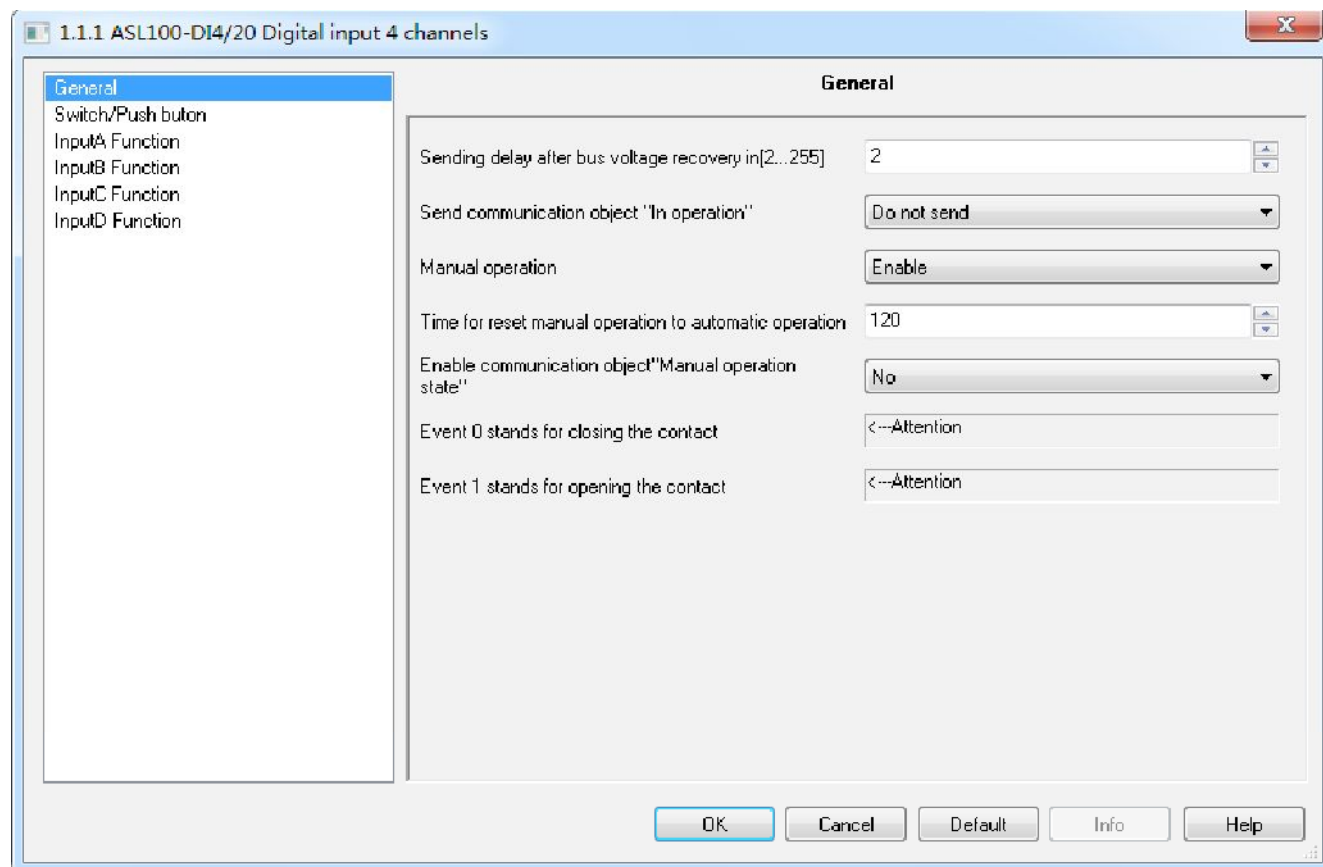 1.1.1 ASL100-DI4/20 Digital input 4 channels
General
Switch/Push buton
InputA Function
InputB Function
InputC Function
InputD Function
General
Sending delay after bus voltage recovery in[2...255]
2
Send communication object "In operation"
Do not send
Manual operation
Enable
Time for reset manual operation to automatic operation
120
Enable communication object"Manual operation
state"
No
Event 0 stands for closing the contact
<---Attention
Event 1 stands for opening the contact
<---Attention
OK
Cancel
Default
Info
Help